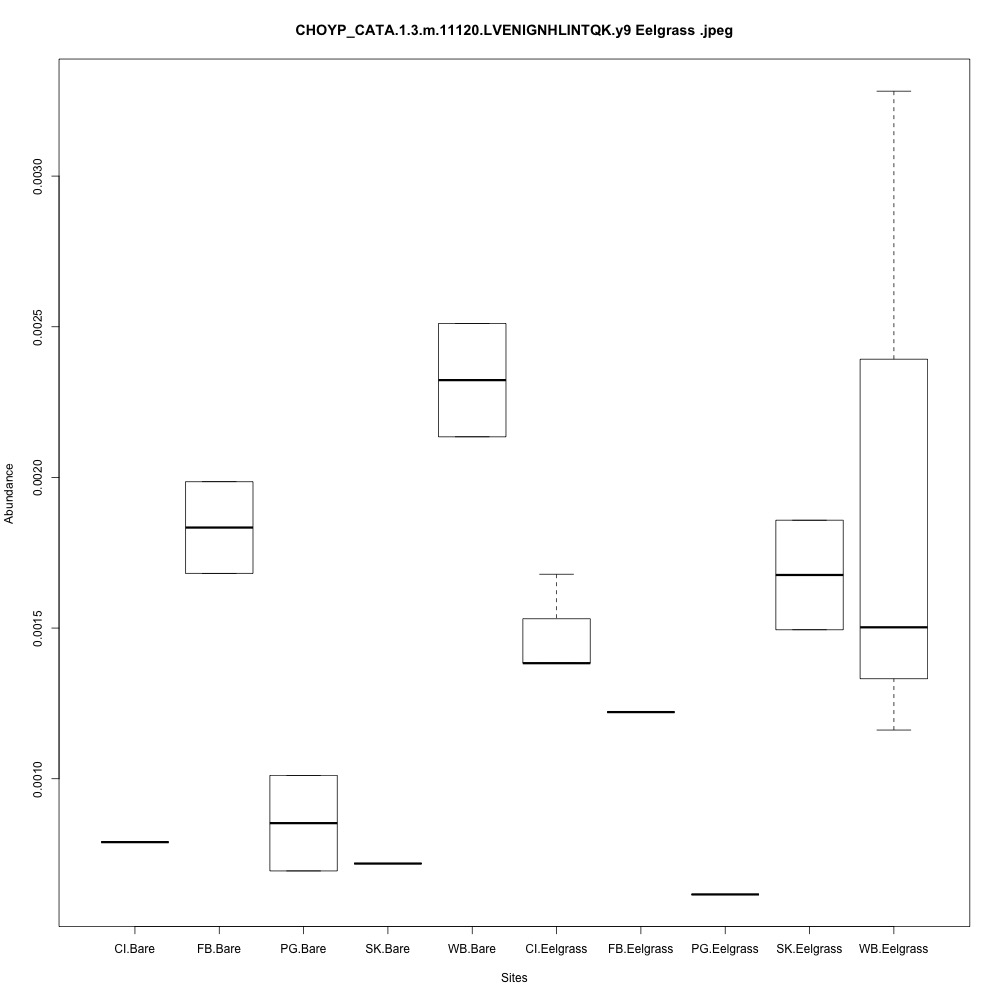 CHOYP_CATA.1.3.m.11120.LVENIGNHLINTQK.y9 Eelgrass .jpeg
Abundance
0.0030
0.0025
0.0020
0.0015
0.0010
CI.Bare FB.Bare PG.Bare SK.Bare WB.Bare CI.Eelgrass FB.Eelgrass PG.Eelgrass SK.Eelgrass WB.Eelgrass
Sites